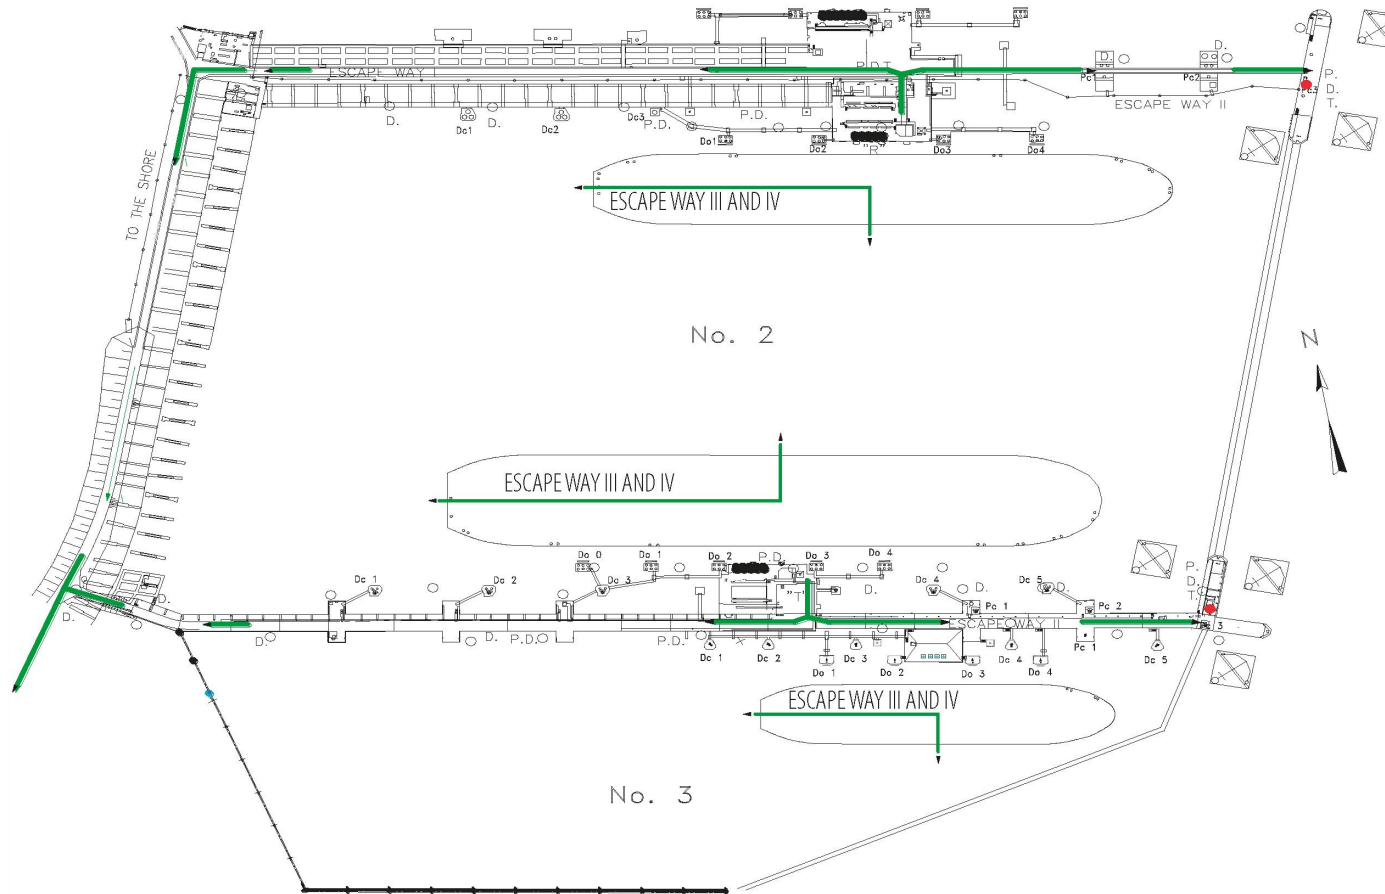 ESCAPE WAY I
P.D.T.
D.
D.
Pc 1
Pc2
P.
D.
T.
ESCAPE WAY II
D.
Dc1
D.
Dc2
Dc3
P.D.
P.D.
Do1
Do2
"R"
Do3
Do4
TO THE SHORE
ESCAPE WAY III AND IV
No. 2
N
ESCAPE WAY III AND IV
Do 0
Do 1
Do 2
P.D.
Do 3
Do 4
Dc 1
Dc 2
Dc 3
"T"
D.
Dc 4
D.
Dc 5
D.
P.
D.
T.
D.
D.
Pc 1
Pc 2
ESCAPE WAY II
3
D.
D.
P.D.
P.D.
Dc 1
Dc 2
Do 1
Dc 3
Do 2
Do 3
Dc 4
Do 4
Pc 1
Dc 5
ESCAPE WAY III AND IV
No. 3